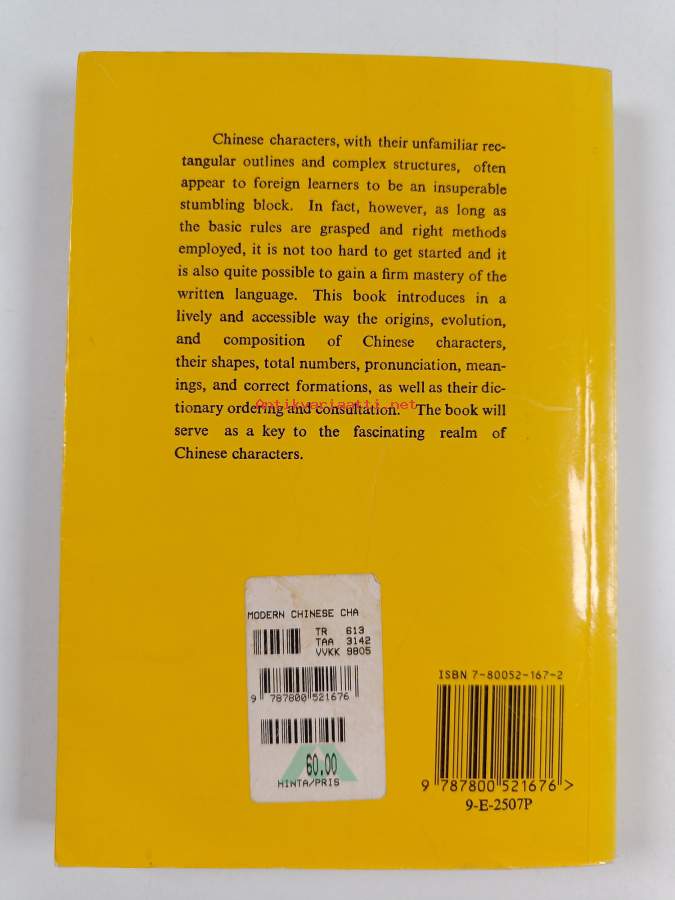 Chinese characters, with their unfamiliar rec-
tangular outlines and complex structures, often
appear to foreign learners to be an insuperable
stumbling block. In fact, however, as long as
the basic rules are grasped and right methods
employed, it is not too hard to get started and it
is also quite possible to gain a firm mastery of the
written language. This book introduces in a
lively and accessible way the origins, evolution,
and composition of Chinese characters,
their shapes, total numbers, pronunciation, mean-
ings, and correct formations, as well as their dic-
Antikvariaatti.net
tionary ordering and consultation. The book will
serve as a key to the fascinating realm of
Chinese characters.
MODERN CHINESE CHA
TR 613
TAA 3142
VVKK 9805
9 787800 521676
60.00
HINTA/PRIS
ISBN 7-80052-167-2
9 787800 521676 >
9-E-2507P